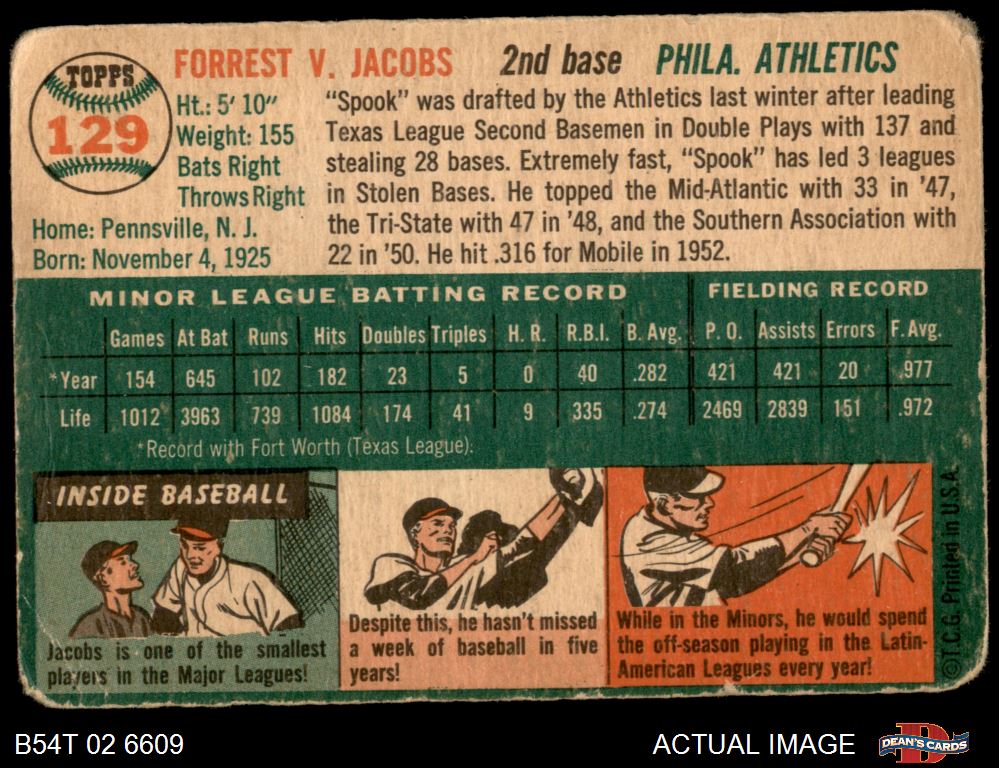 TOPPS
129
FORREST V. JACOBS 2nd base PHILA. ATHLETICS
Ht.: 5' 10"
Weight: 155
Bats Right
Throws Right
Home: Pennsville, N. J.
Born: November 4, 1925
"Spook" was drafted by the Athletics last winter after leading
Texas League Second Basemen in Double Plays with 137 and
stealing 28 bases. Extremely fast, "Spook" has led 3 leagues
in Stolen Bases. He topped the Mid-Atlantic with 33 in '47,
the Tri-State with 47 in '48, and the Southern Association with
22 in '50. He hit .316 for Mobile in 1952.
MINOR LEAGUE BATTING RECORD FIELDING RECORD
Games At Bat Runs Hits Doubles Triples H. R. R.B.I. B. Avg. P. O. Assists Errors F. Avg.
*Year 154 645 102 182 23 5 0 40 .282 421 421 20 .977
Life 1012 3963 739 1084 174 41 9 335 .274 2469 2839 151 .972
*Record with Fort Worth (Texas League).
INSIDE BASEBALL
Jacobs is one of the smallest
players in the Major Leagues!
Despite this, he hasn't missed
a week of baseball in five
years!
While in the Minors, he would spend
the off-season playing in the Latin-
American Leagues every year!
©T.C.G. Printed in U.S.A.
B54T 02 6609 ACTUAL IMAGE
DEAN'S CARDS